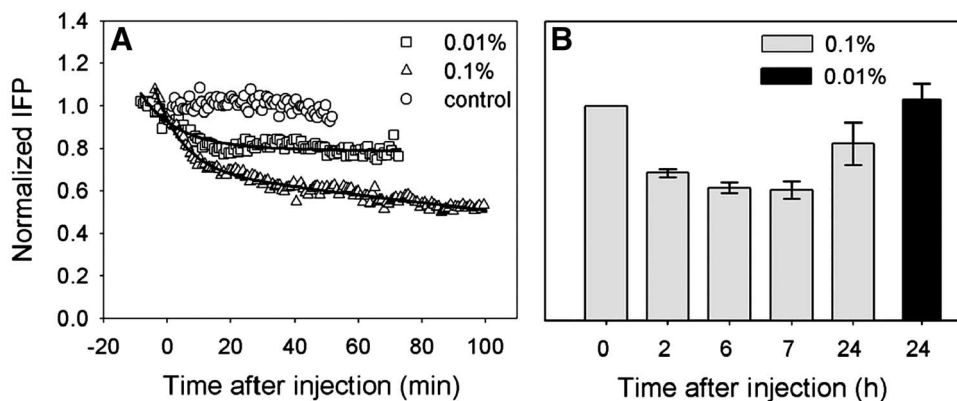 A
0.01%
0.1%
control
Normalized IFP
1.4
1.2
1.0
0.8
0.6
0.4
0.2
0.0
-20 0 20 40 60 80 100
Time after injection (min)
B
0.1%
0.01%
0 2 6 7 24 24
Time after injection (h)